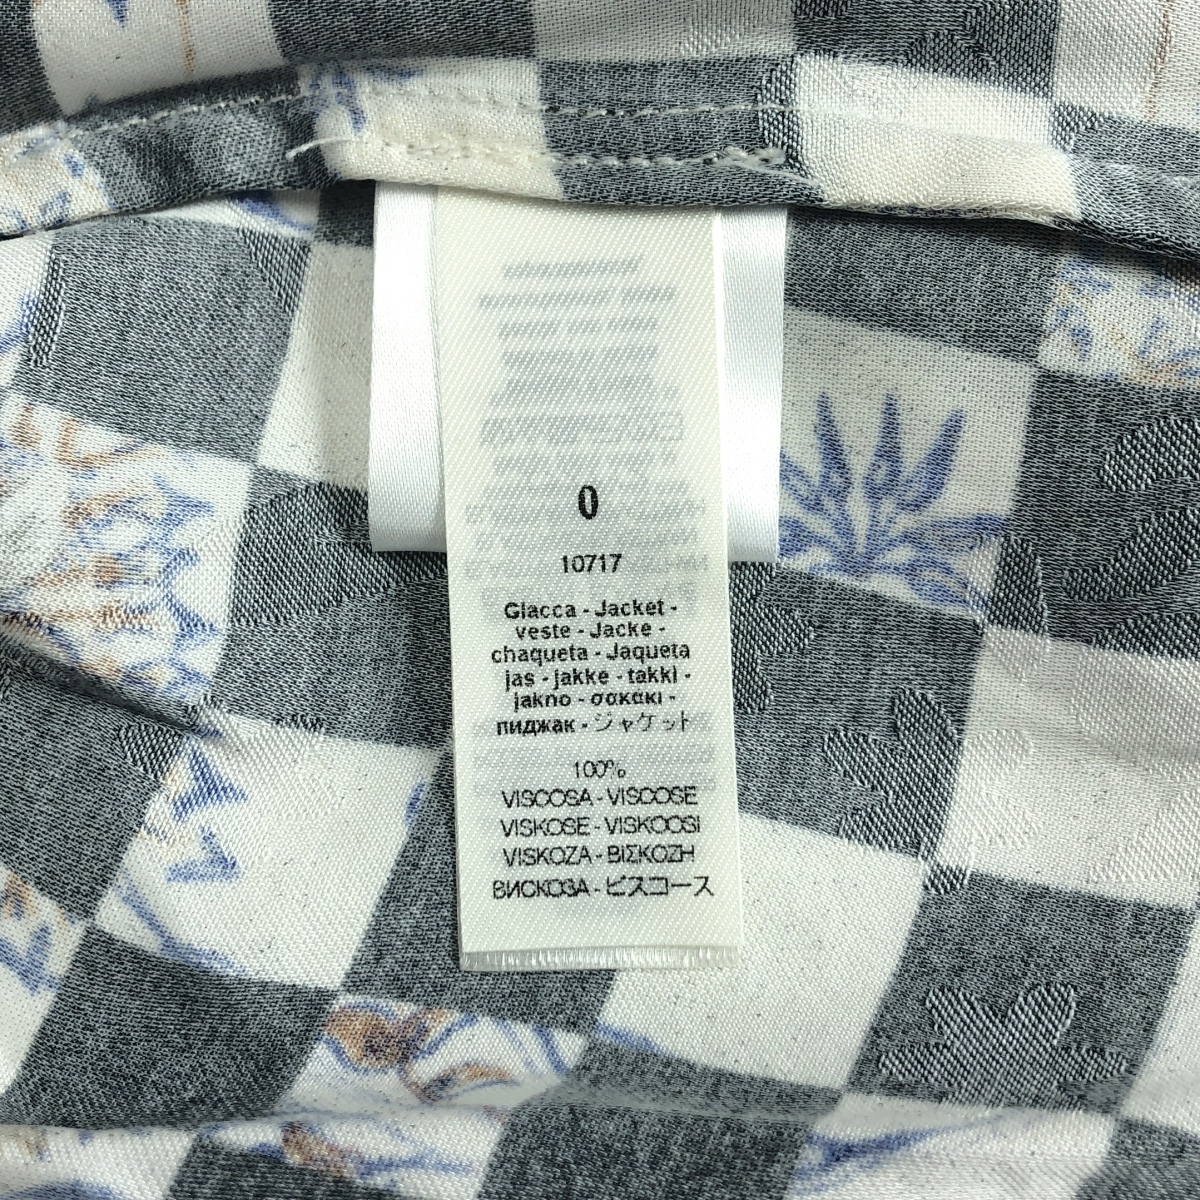 0
10717
Giacca - Jacket -
veste - Jacke -
chaqueta - Jaqueta
jas - jakke - takki -
jakno - σακάκι -
пиджак - ジャケット
100%
VISCOSA - VISCOSE
VISKOSE - VISKOOSI
VISKOZA - ΒΙΣΚΟΖΗ
ВИСКОЗА - ビスコース